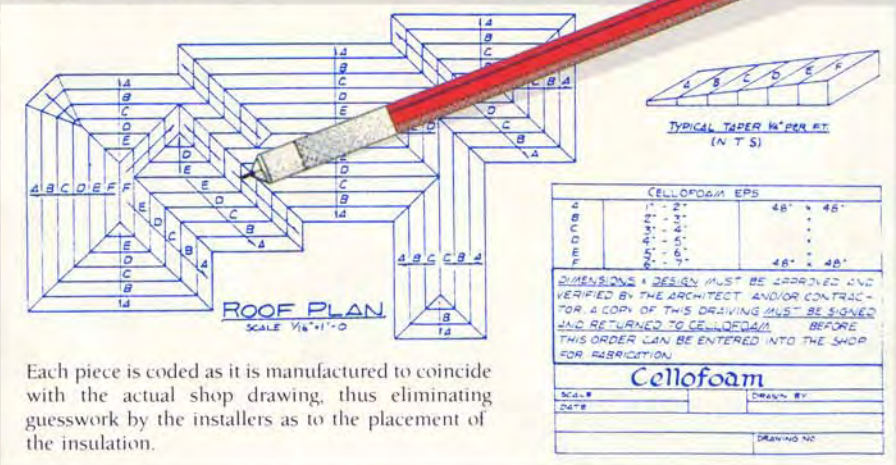 A
B
C
D
E
A B C D E F F
E
D
C
B
A
ROOF PLAN
SCALE 1/16"=1'-0
A B C C B A
B
A
A B C D E F
TYPICAL TAPER 1/4" PER FT.
(N T S)
CELLOFOAM EPS
A 1" - 2" 48" x 48"
B 2" - 3" "
C 3" - 4" "
D 4" - 5" "
E 5" - 6" "
F 6" - 7" 48" x 48"
DIMENSIONS & DESIGN MUST BE APPROVED AND
VERIFIED BY THE ARCHITECT AND/OR CONTRAC-
TOR. A COPY OF THIS DRAWING MUST BE SIGNED
AND RETURNED TO CELLOFOAM BEFORE
THIS ORDER CAN BE ENTERED INTO THE SHOP
FOR FABRICATION
Cellofoam
SCALE DRAWN BY
DATE
DRAWING NO
Each piece is coded as it is manufactured to coincide
with the actual shop drawing, thus eliminating
guesswork by the installers as to the placement of
the insulation.